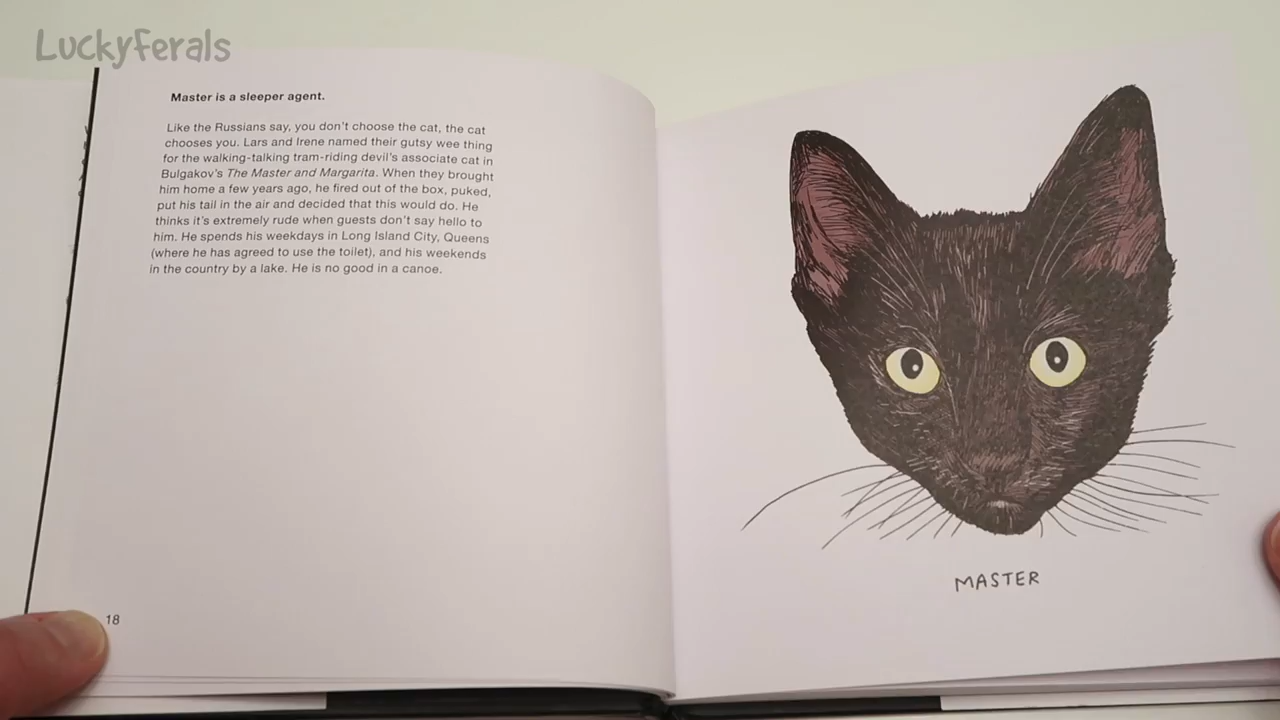 LuckyFerals
Master is a sleeper agent.
Like the Russians say, you don't choose the cat, the cat
chooses you. Lars and Irene named their gutsy wee thing
for the walking-talking tram-riding devil's associate cat in
Bulgakov's The Master and Margarita. When they brought
him home a few years ago, he fired out of the box, puked,
put his tail in the air and decided that this would do. He
thinks it's extremely rude when guests don't say hello to
him. He spends his weekdays in Long Island City, Queens
(where he has agreed to use the toilet), and his weekends
in the country by a lake. He is no good in a canoe.
18
MASTER